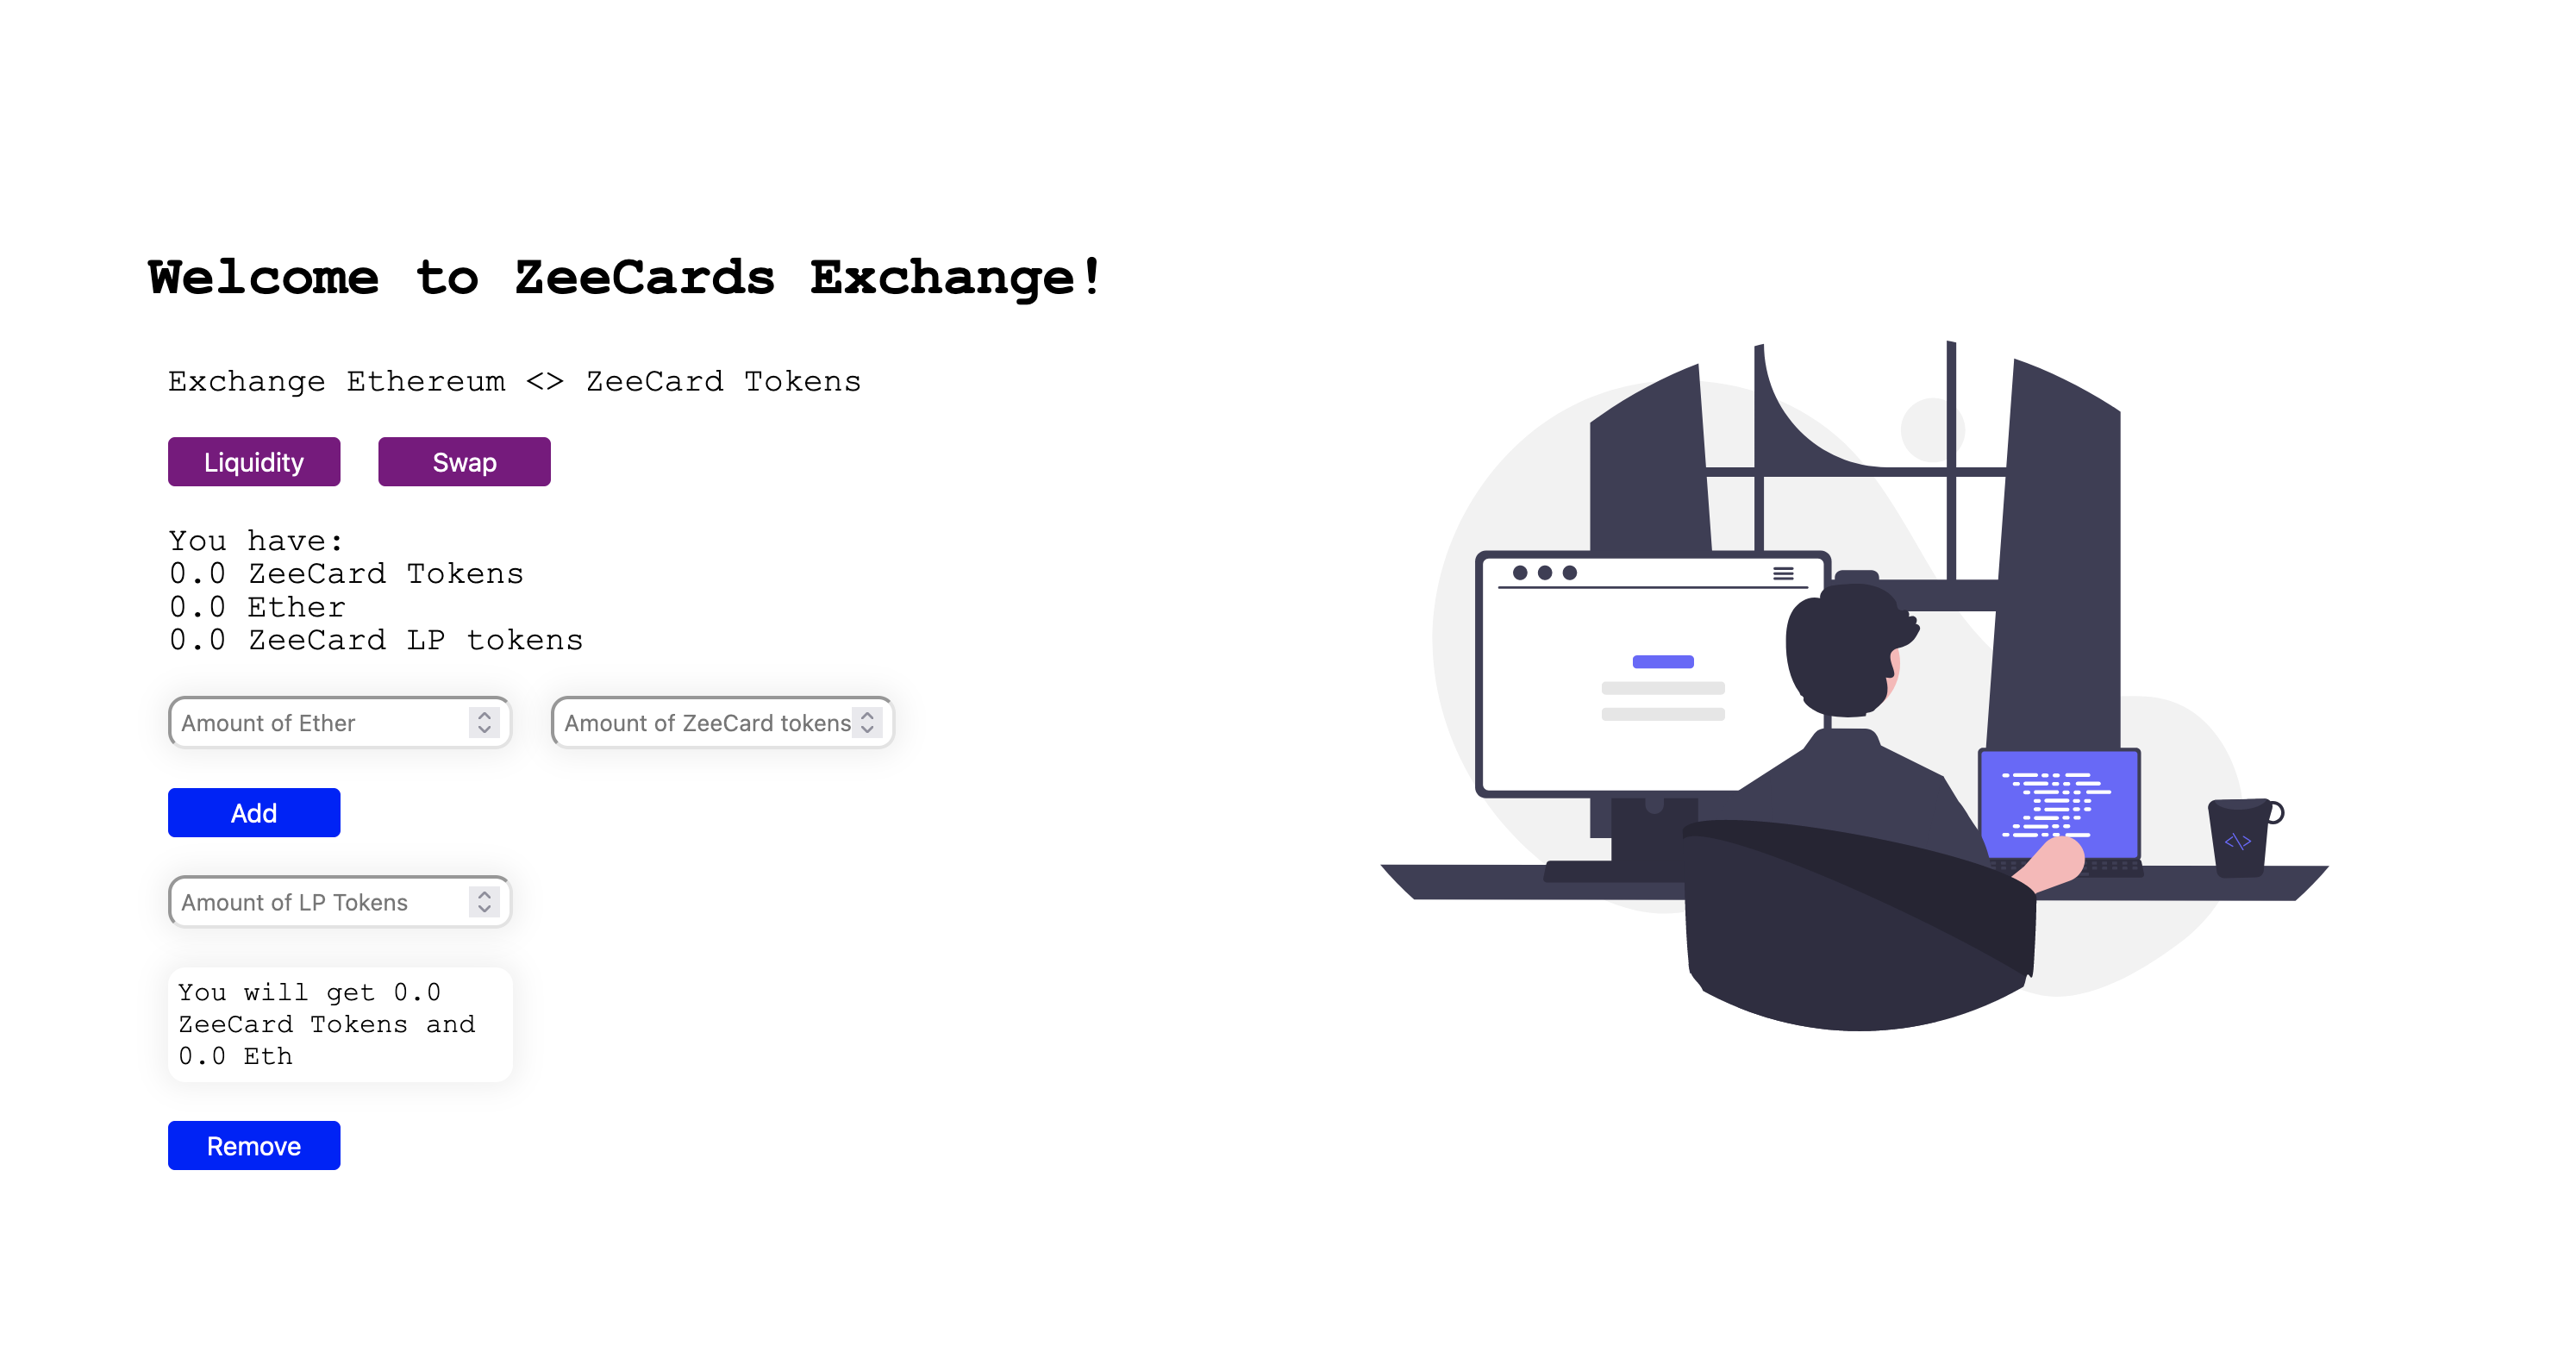 Welcome to ZeeCards Exchange!
Exchange Ethereum <> ZeeCard Tokens
Liquidity
Swap
You have:
0.0 ZeeCard Tokens
0.0 Ether
0.0 ZeeCard LP tokens
Amount of Ether
Amount of ZeeCard tokens
Add
Amount of LP Tokens
You will get 0.0
ZeeCard Tokens and
0.0 Eth
Remove
<\>